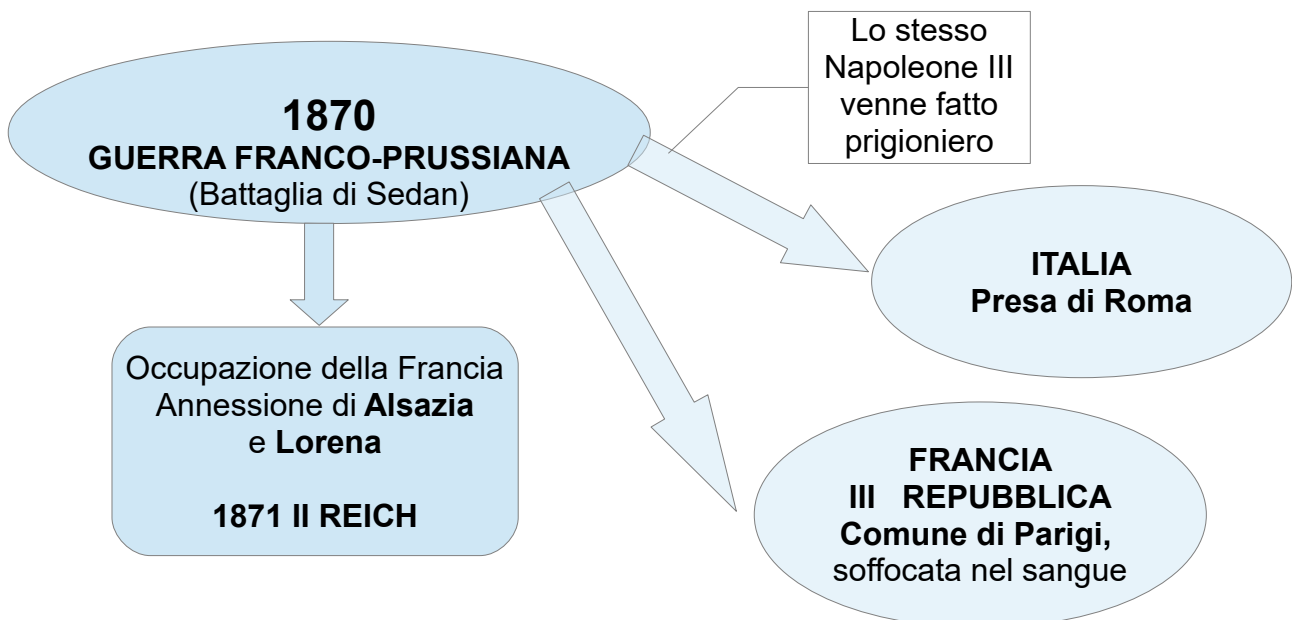 1870
GUERRA FRANCO-PRUSSIANA
(Battaglia di Sedan)
Lo stesso
Napoleone III
venne fatto
prigioniero
ITALIA
Presa di Roma
Occupazione della Francia
Annessione di Alsazia
e Lorena
1871 II REICH
FRANCIA
III REPUBBLICA
Comune di Parigi,
soffocata nel sangue